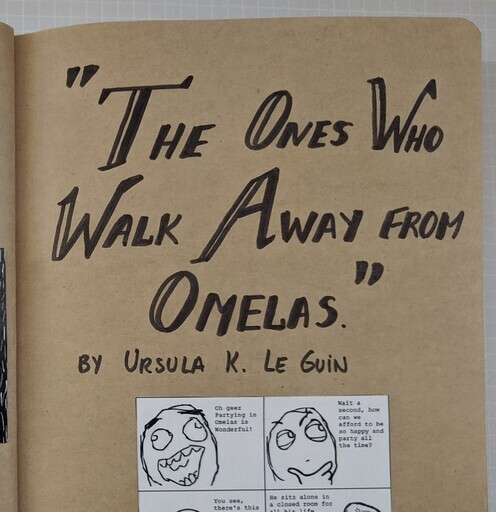 "THE ONES WHO
WALK AWAY FROM
OMELAS."
BY URSULA K. LE GUIN
Oh geer
Partying in
Omelas is
Wonderful!
Wait a
second, how
can we
afford to be
so happy and
party all
the time?
You see,
there's this
He sits alone in
a closed room for
all his life